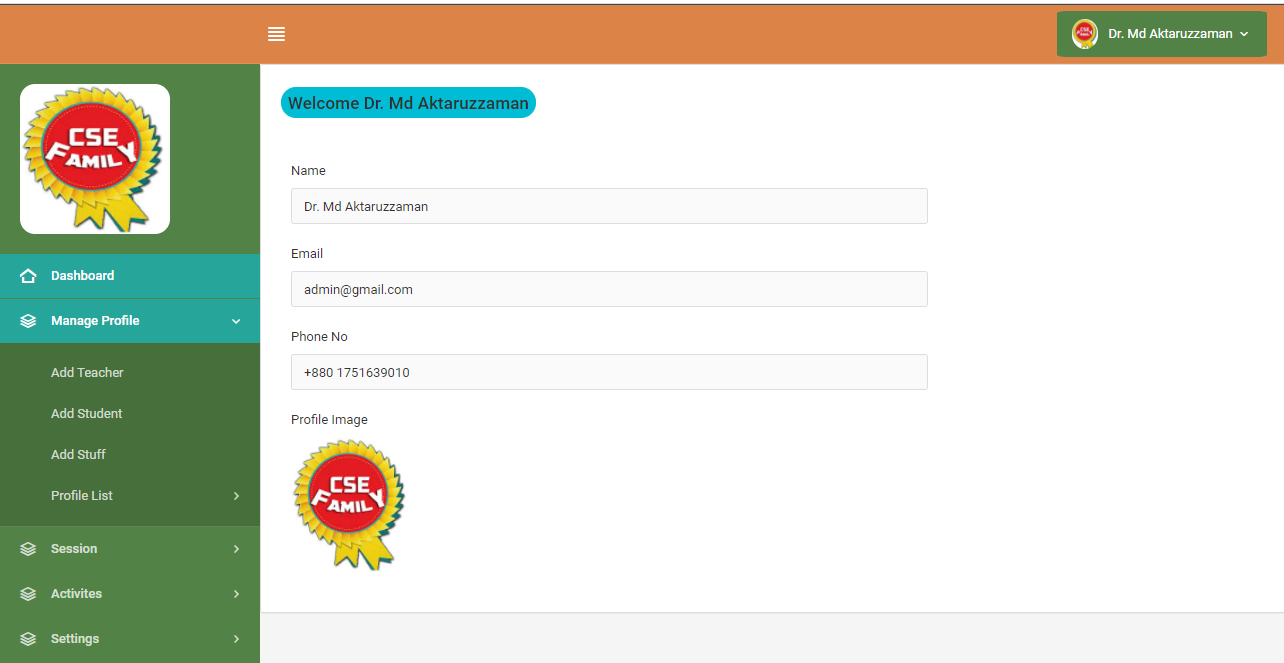 Dr. Md Aktaruzzaman
CSE
FAMILY
Dashboard
Manage Profile
Add Teacher
Add Student
Add Stuff
Profile List
Session
Activites
Settings
Welcome Dr. Md Aktaruzzaman
Name
Dr. Md Aktaruzzaman
Email
admin@gmail.com
Phone No
+880 1751639010
Profile Image
CSE
FAMILY